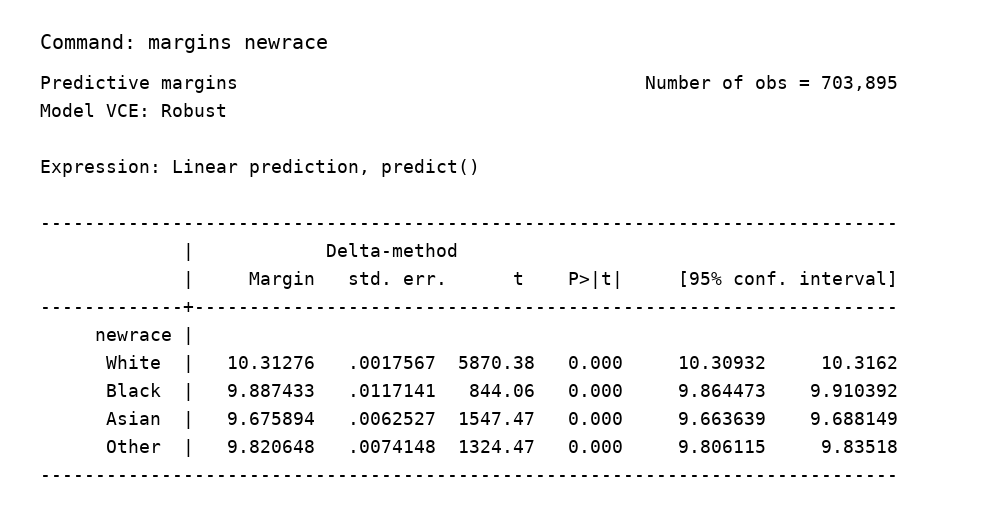 Command: margins newrace
Predictive margins                                     Number of obs = 703,895
Model VCE: Robust
Expression: Linear prediction, predict()
------------------------------------------------------------------------------
             |            Delta-method
             |     Margin   std. err.      t    P>|t|     [95% conf. interval]
-------------+----------------------------------------------------------------
     newrace |
      White  |   10.31276   .0017567  5870.38   0.000     10.30932     10.3162
      Black  |   9.887433   .0117141   844.06   0.000     9.864473    9.910392
      Asian  |   9.675894   .0062527  1547.47   0.000     9.663639    9.688149
      Other  |   9.820648   .0074148  1324.47   0.000     9.806115     9.83518
------------------------------------------------------------------------------